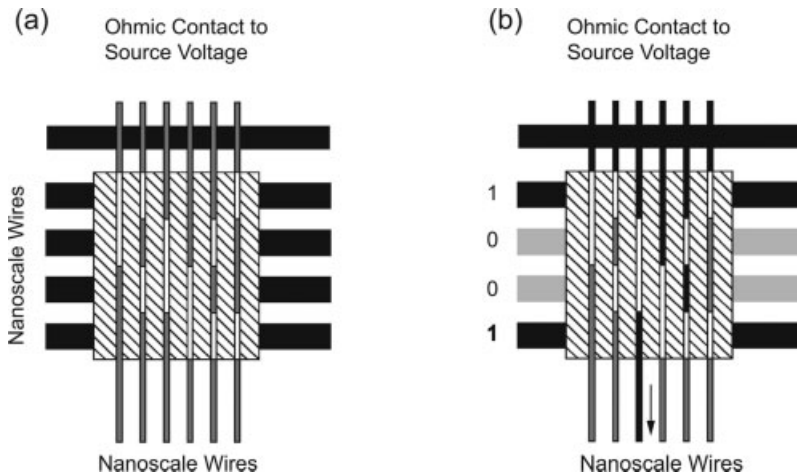 (a)
Ohmic Contact to
Source Voltage
Nanoscale Wires
Nanoscale Wires
(b)
Ohmic Contact to
Source Voltage
1
0
0
1
Nanoscale Wires